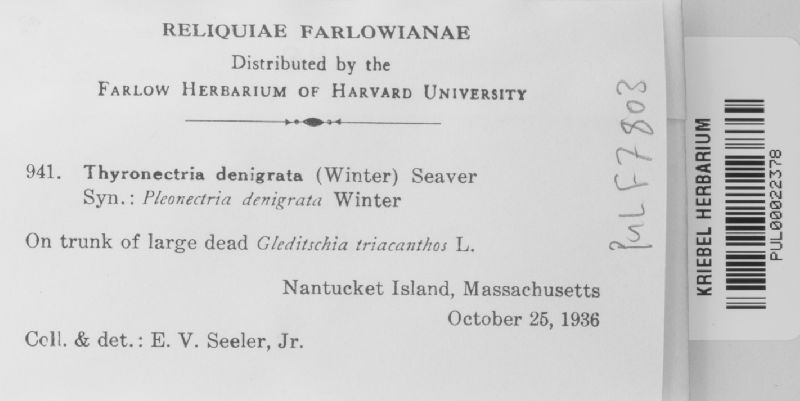 RELIQUIAE FARLOWIANAE
Distributed by the
FARLOW HERBARIUM OF HARVARD UNIVERSITY
941. Thyronectria denigrata (Winter) Seaver
Syn.: Pleonectria denigrata Winter
On trunk of large dead Gleditschia triacanthos L.
Nantucket Island, Massachusetts
October 25, 1936
Coll. & det.: E. V. Seeler, Jr.
PUL F7803
KRIEBEL HERBARIUM
PUL00022378